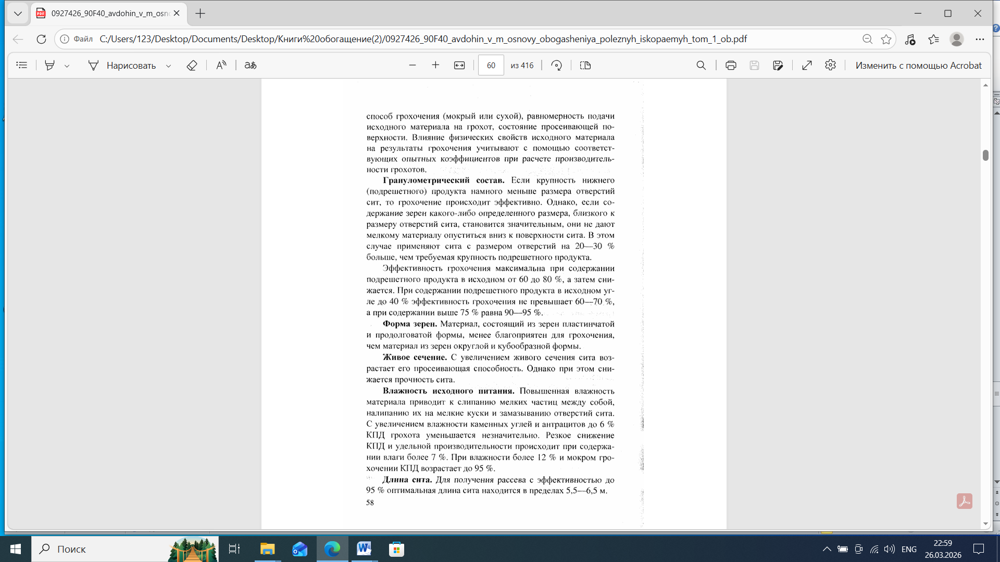 0927426_90F40_avdohin_v_m_osno
Файл
C:/Users/123/Desktop/Documents/Desktop/Книги%20обогащение(2)/0927426_90F40_avdohin_v_m_osnovy_obogasheniya_poleznyh_iskopaemyh_tom_1_ob.pdf
Нарисовать
60
из 416
Изменить с помощью Acrobat
способ грохочения (мокрый или сухой), равномерность подачи
исходного материала на грохот, состояние просеивающей по-
верхности. Влияние физических свойств исходного материала
на результаты грохочения учитывают с помощью соответст-
вующих опытных коэффициентов при расчете производитель-
ности грохотов.
Гранулометрический состав. Если крупность нижнего
(подрешетного) продукта намного меньше размера отверстий
сит, то грохочение происходит эффективно. Однако, если со-
держание зерен какого-либо определенного размера, близкого к
размеру отверстий сита, становится значительным, они не дают
мелкому материалу опуститься вниз к поверхности сита. В этом
случае применяют сита с размером отверстий на 20—30 %
больше, чем требуемая крупность подрешетного продукта.
Эффективность грохочения максимальна при содержании
подрешетного продукта в исходном от 60 до 80 %, а затем сни-
жается. При содержании подрешетного продукта в исходном уг-
ле до 40 % эффективность грохочения не превышает 60—70 %,
а при содержании выше 75 % равна 90—95 %.
Форма зерен. Материал, состоящий из зерен пластинчатой
и продолговатой формы, менее благоприятен для грохочения,
чем материал из зерен округлой и кубообразной формы.
Живое сечение. С увеличением живого сечения сита воз-
растает его просеивающая способность. Однако при этом сни-
жается прочность сита.
Влажность исходного питания. Повышенная влажность
материала приводит к слипанию мелких частиц между собой,
налипанию их на мелкие куски и замазыванию отверстий сита.
С увеличением влажности каменных углей и антрацитов до 6 %
КПД грохота уменьшается незначительно. Резкое снижение
КПД и удельной производительности происходит при содержа-
нии влаги более 7 %. При влажности более 12 % и мокром гро-
хочении КПД возрастает до 95 %.
Длина сита. Для получения рассева с эффективностью до
95 % оптимальная длина сита находится в пределах 5,5—6,5 м.
58
Поиск
ENG
22:59
26.03.2026